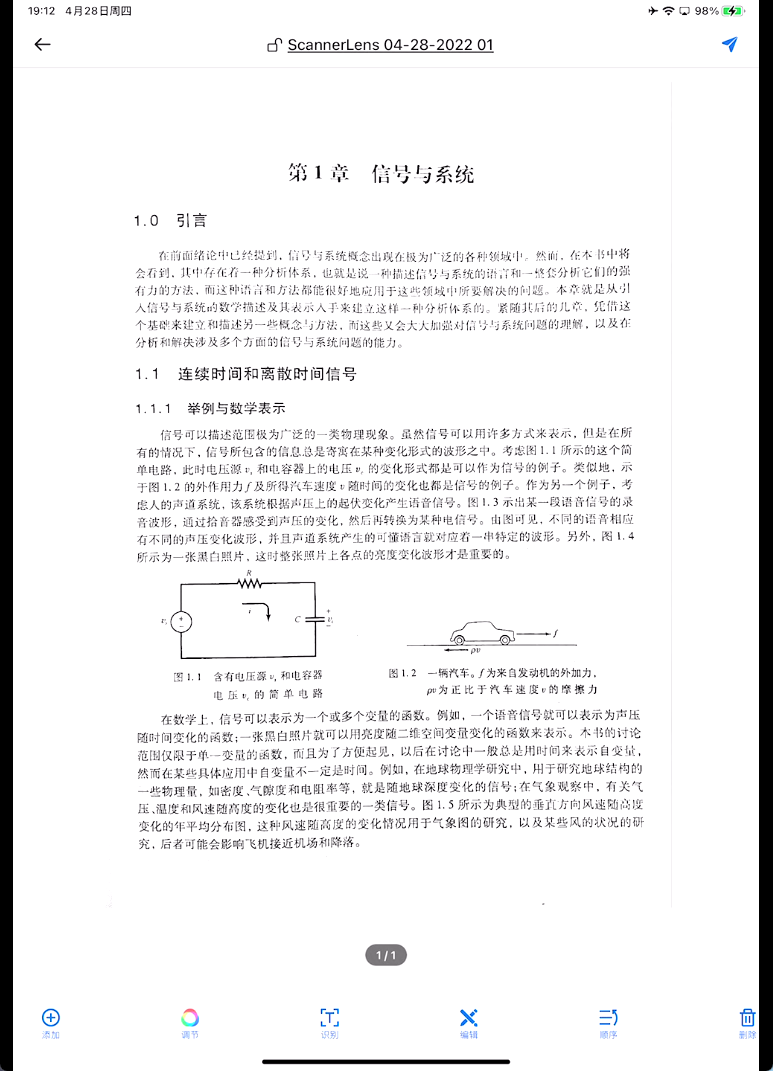 19:12 4月28日周四
98%
ScannerLens 04-28-2022 01
第1章 信号与系统
1.0 引言
在前面绪论中已经提到，信号与系统概念出现在极为广泛的各种领域中。然而，在本书中将
会看到，其中存在着一种分析体系，也就是说一种描述信号与系统的语言和一整套分析它们的强
有力的方法，而这种语言和方法都能很好地应用于这些领域中所要解决的问题。本章就是从引
入信号与系统的数学描述及其表示入手来建立这样一种分析体系的。紧随其后的几章，凭借这
个基础来建立和描述另一些概念与方法，而这些又会大大加强对信号与系统问题的理解，以及在
分析和解决涉及多个方面的信号与系统问题的能力。
1.1 连续时间和离散时间信号
1.1.1 举例与数学表示
信号可以描述范围极为广泛的一类物理现象。虽然信号可以用许多方式来表示，但是在所
有的情况下，信号所包含的信息总是寄寓在某种变化形式的波形之中。考虑图1.1所示的这个简
单电路，此时电压源 vs 和电容器上的电压 vc 的变化形式都是可以作为信号的例子。类似地，示
于图1.2的外作用力 f 及所得汽车速度 v 随时间的变化也都是信号的例子。作为另一个例子，考
虑人的声道系统，该系统根据声压上的起伏变化产生语音信号。图1.3示出某一段语音信号的录
音波形，通过拾音器感受到声压的变化，然后再转换为某种电信号。由图可见，不同的语音相应
有不同的声压变化波形，并且声道系统产生的可懂语言就对应着一串特定的波形。另外，图1.4
所示为一张黑白照片，这时整张照片上各点的亮度变化波形才是重要的。
R
vs + −
i
C
+ vc −
f
ρv
图1.1 含有电压源 vs 和电容器
电压 vc 的简单电路
图1.2 一辆汽车。f 为来自发动机的外加力，
ρv 为正比于汽车速度 v 的摩擦力
在数学上，信号可以表示为一个或多个变量的函数。例如，一个语音信号就可以表示为声压
随时间变化的函数；一张黑白照片就可以用亮度随二维空间变量变化的函数来表示。本书的讨论
范围仅限于单一变量的函数，而且为了方便起见，以后在讨论中一般总是用时间来表示自变量，
然而在某些具体应用中自变量不一定是时间。例如，在地球物理学研究中，用于研究地球结构的
一些物理量，如密度、气隙度和电阻率等，就是随地球深度变化的信号；在气象观察中，有关气
压、温度和风速随高度的变化也是很重要的一类信号。图1.5所示为典型的垂直方向风速随高度
变化的年平均分布图，这种风速随高度的变化情况用于气象图的研究，以及某些风的状况的研
究，后者可能会影响飞机接近机场和降落。
1/1
添加
调节
识别
编辑
顺序
删除